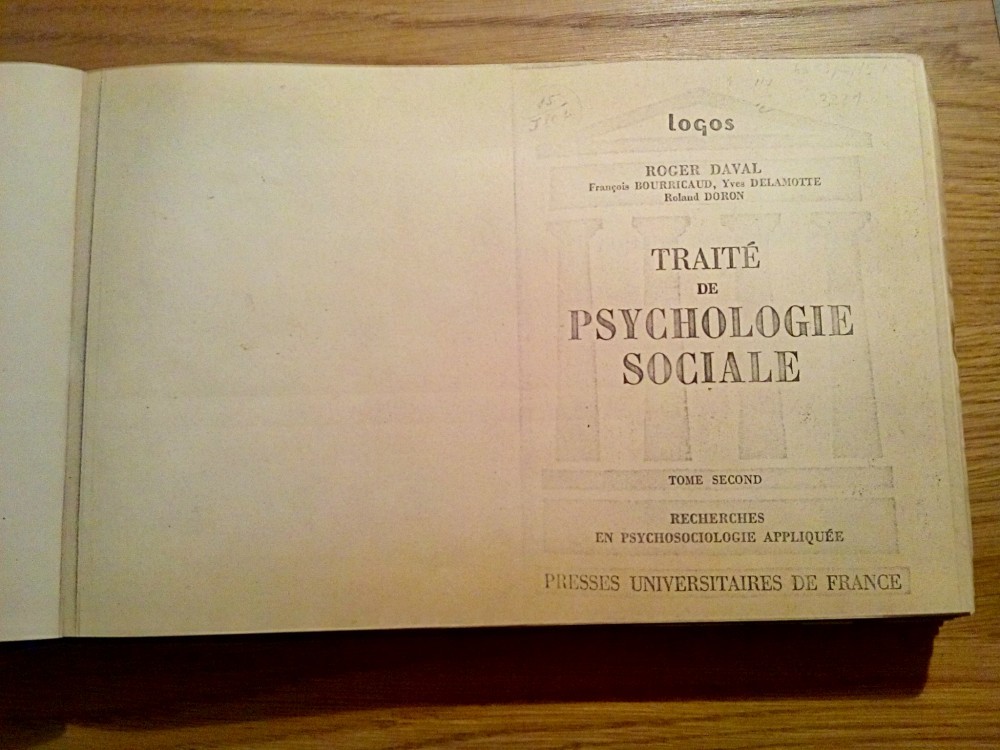 logos
ROGER DAVAL
François BOURRICAUD, Yves DELAMOTTE
Roland DORON
TRAITÉ
DE
PSYCHOLOGIE
SOCIALE
TOME SECOND
RECHERCHES
EN PSYCHOSOCIOLOGIE APPLIQUÉE
PRESSES UNIVERSITAIRES DE FRANCE